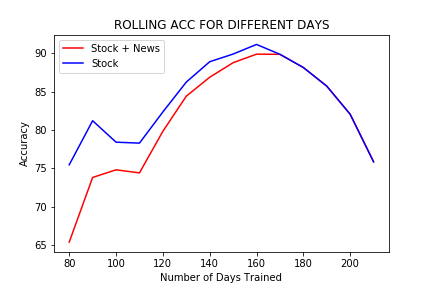 ROLLING ACC FOR DIFFERENT DAYS
Stock + News
Stock
90
85
80
75
70
65
Accuracy
80 100 120 140 160 180 200
Number of Days Trained